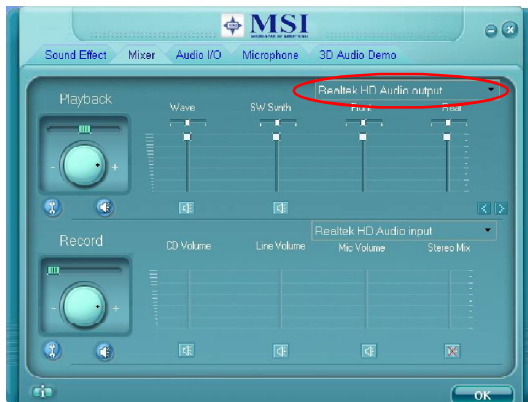 MSI
Sound Effect Mixer Audio I/O Microphone 3D Audio Demo
Realtek HD Audio output
Playback
Wave SW Synth Front Rear
- +
Realtek HD Audio input
Record
CD Volume Line Volume Mic Volume Stereo Mix
- +
i
OK